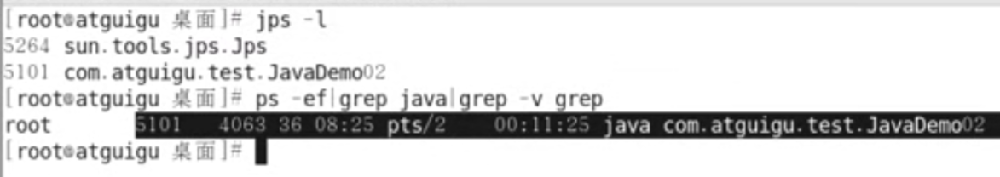 [root@atguigu 桌面]# jps -l
5264 sun.tools.jps.Jps
5101 com.atguigu.test.JavaDemo02
[root@atguigu 桌面]# ps -ef|grep java|grep -v grep
root 5101 4063 36 08:25 pts/2 00:11:25 java com.atguigu.test.JavaDemo02
[root@atguigu 桌面]#